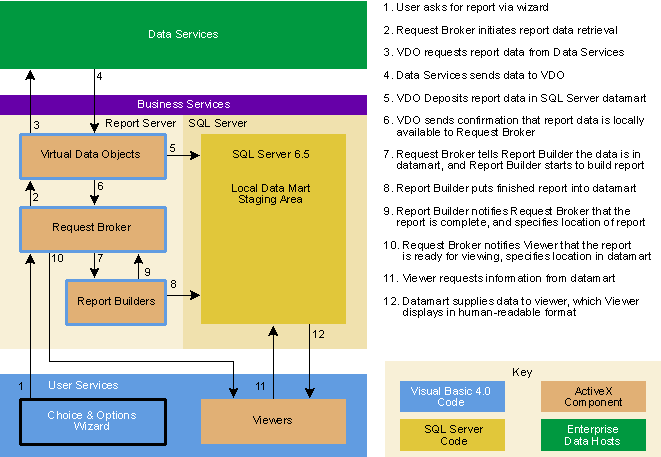 Data Services
4
Business Services
3
Report Server
SQL Server
Virtual Data Objects
5
SQL Server 6.5
Local Data Mart
Staging Area
2
6
Request Broker
10
7
9
Report Builders
8
12
User Services
1
11
Choice & Options
Wizard
Viewers
1. User asks for report via wizard
2. Request Broker initiates report data retrieval
3. VDO requests report data from Data Services
4. Data Services sends data to VDO
5. VDO Deposits report data in SQL Server datamart
6. VDO sends confirmation that report data is locally
available to Request Broker
7. Request Broker tells Report Builder the data is in
datamart, and Report Builder starts to build report
8. Report Builder puts finished report into datamart
9. Report Builder notifies Request Broker that the
report is complete, and specifies location of report
10. Request Broker notifies Viewer that the report
is ready for viewing, specifies location in datamart
11. Viewer requests information from datamart
12. Datamart supplies data to viewer, which Viewer
displays in human-readable format
Key
Visual Basic 4.0
Code
ActiveX
Component
SQL Server
Code
Enterprise
Data Hosts